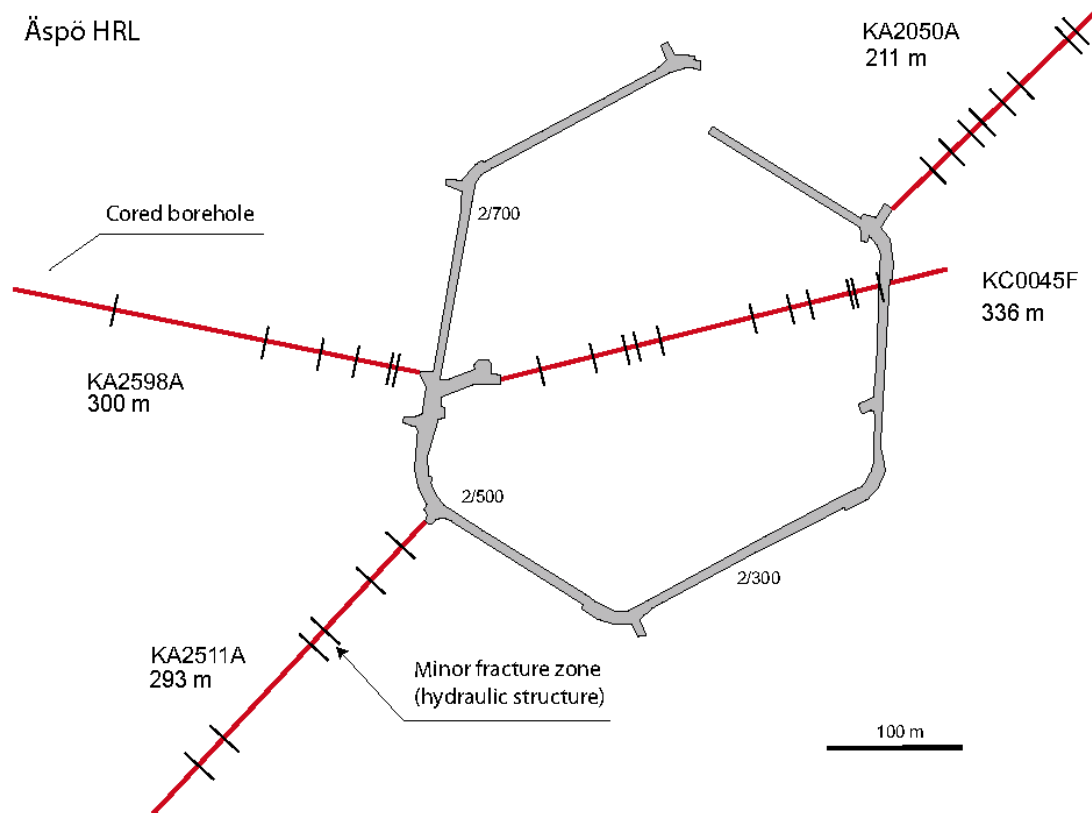 Äspö HRL
KA2050A
211 m
Cored borehole
2/700
KC0045F
336 m
KA2598A
300 m
2/500
2/300
KA2511A
293 m
Minor fracture zone
(hydraulic structure)
100 m